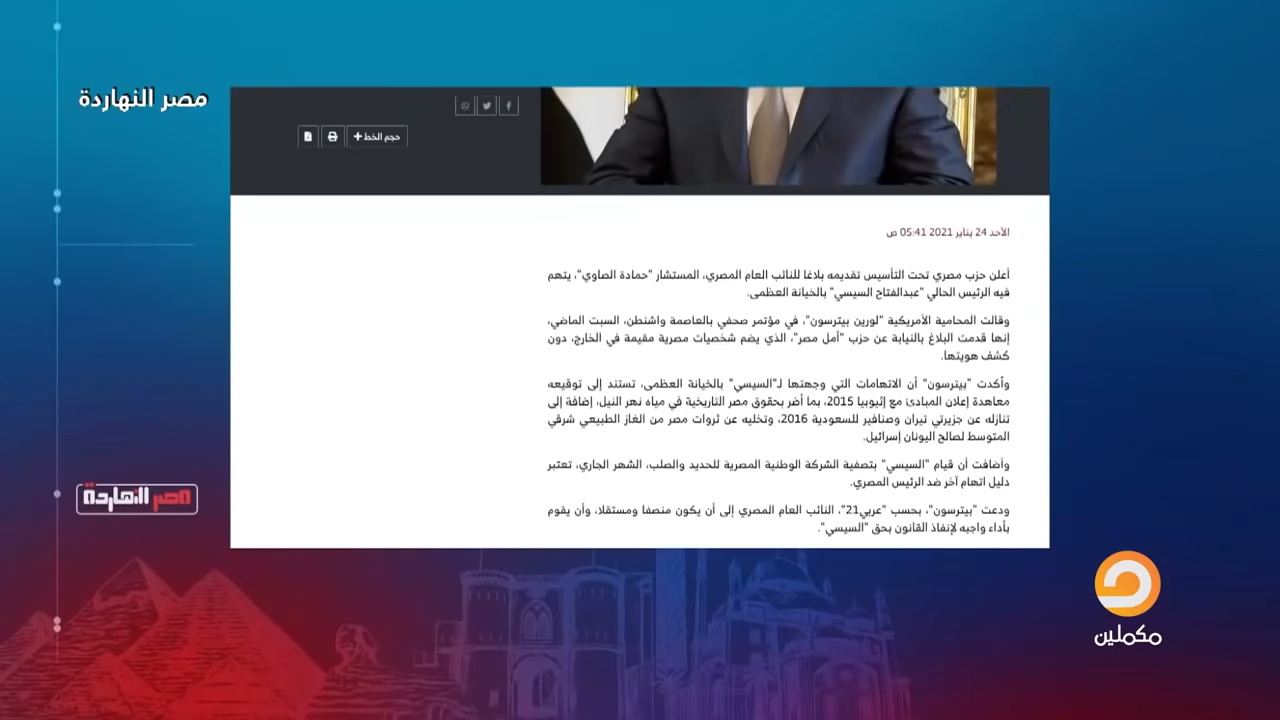 مصر النهاردة
حجم الخط
الأحد 24 يناير 2021 05:41 ص
أعلن حزب مصري تحت التأسيس تقديمه بلاغا للنائب العام المصري، المستشار "حمادة الصاوي"، يتهم
فيه الرئيس الحالي "عبدالفتاح السيسي" بالخيانة العظمى.
وقالت المحامية الأمريكية "لورين بيترسون"، في مؤتمر صحفي بالعاصمة واشنطن، السبت الماضي،
إنها قدمت البلاغ بالنيابة عن حزب "أمل مصر"، الذي يضم شخصيات مصرية مقيمة في الخارج، دون
كشف هويتها.
وأكدت "بيترسون" أن الاتهامات التي وجهتها لـ"السيسي" بالخيانة العظمى، تستند إلى توقيعه
معاهدة إعلان المبادئ مع إثيوبيا 2015، بما أضر بحقوق مصر التاريخية في مياه نهر النيل، إضافة إلى
تنازله عن جزيرتي تيران وصنافير للسعودية 2016، وتخليه عن ثروات مصر من الغاز الطبيعي شرقي
المتوسط لصالح اليونان إسرائيل.
وأضافت أن قيام "السيسي" بتصفية الشركة الوطنية المصرية للحديد والصلب، الشهر الجاري، تعتبر
دليل اتهام آخر ضد الرئيس المصري.
ودعت "بيترسون"، بحسب "عربي21"، النائب العام المصري إلى أن يكون منصفا ومستقلا، وأن يقوم
بأداء واجبه لإنفاذ القانون بحق "السيسي".
مصر النهاردة
مكملين